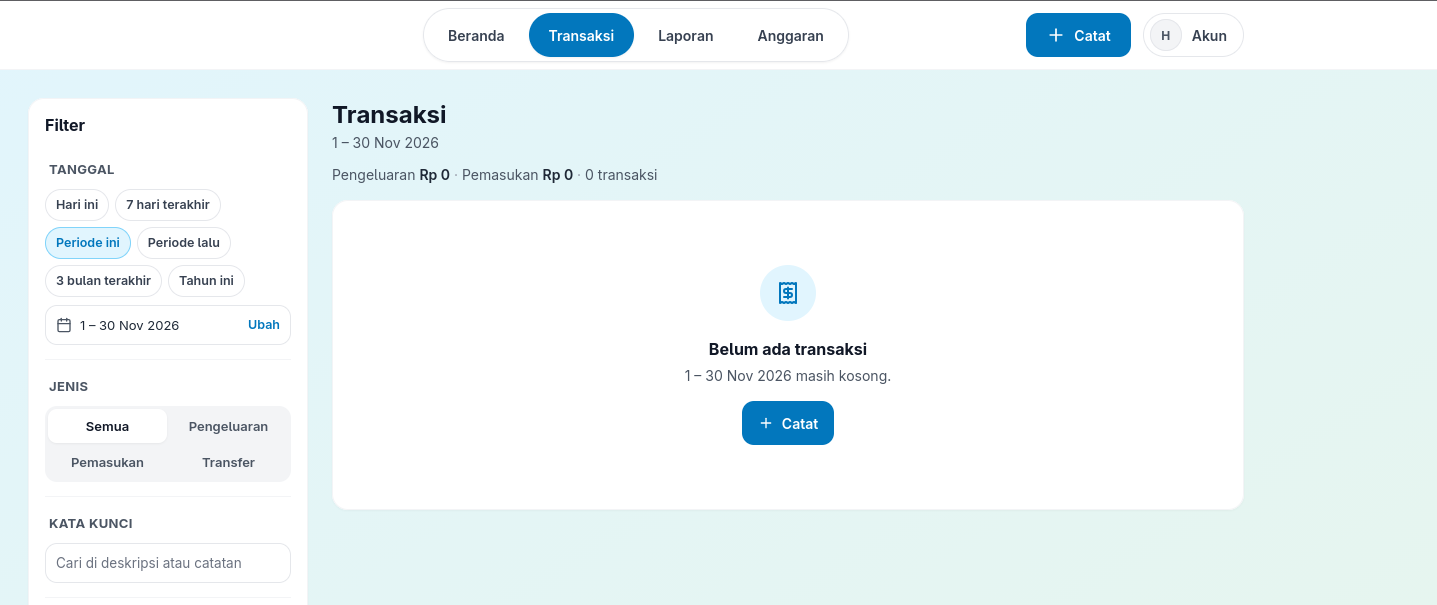 Beranda
Transaksi
Laporan
Anggaran
Catat
H
Akun
Filter
TANGGAL
Hari ini
7 hari terakhir
Periode ini
Periode lalu
3 bulan terakhir
Tahun ini
1 – 30 Nov 2026
Ubah
JENIS
Semua
Pengeluaran
Pemasukan
Transfer
KATA KUNCI
Cari di deskripsi atau catatan
Transaksi
1 – 30 Nov 2026
Pengeluaran Rp 0 · Pemasukan Rp 0 · 0 transaksi
Belum ada transaksi
1 – 30 Nov 2026 masih kosong.
Catat